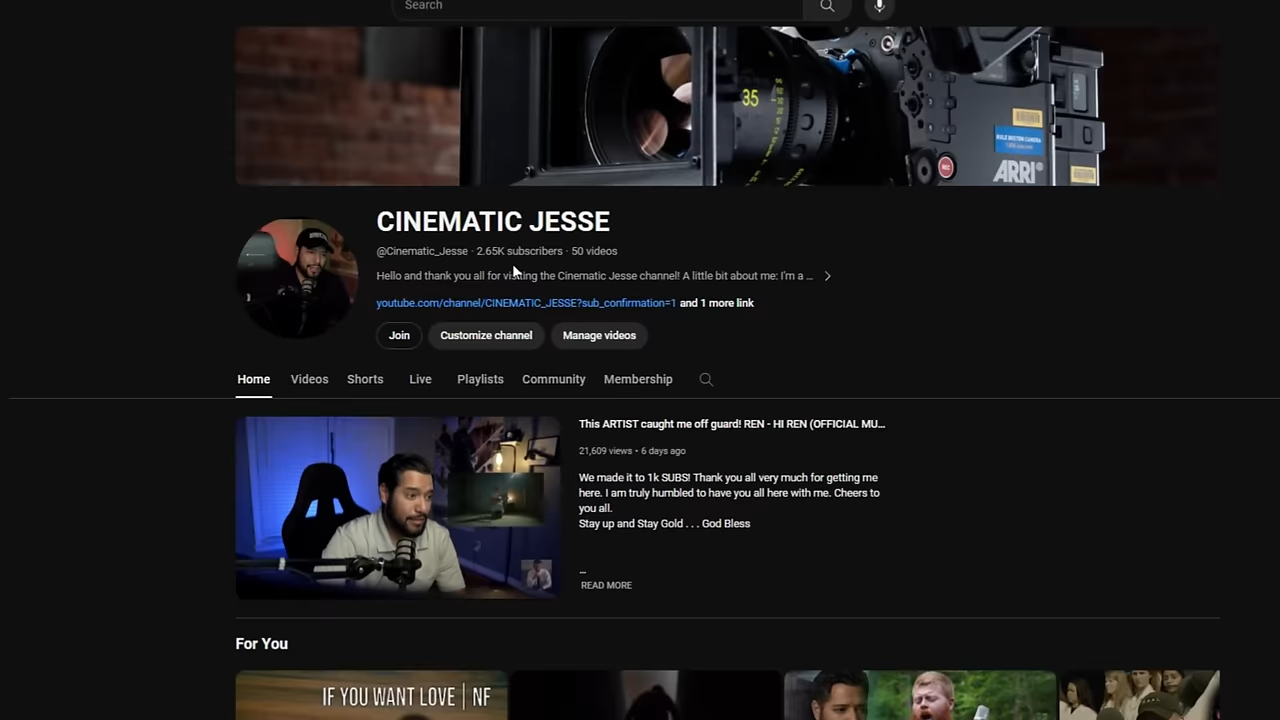 Search
35
ARRI
CINEMATIC JESSE
@Cinematic_Jesse · 2.65K subscribers · 50 videos
Hello and thank you all for visiting the Cinematic Jesse channel! A little bit about me: I'm a ...
youtube.com/channel/CINEMATIC_JESSE?sub_confirmation=1 and 1 more link
Join Customize channel Manage videos
Home Videos Shorts Live Playlists Community Membership
This ARTIST caught me off guard! REN - HI REN (OFFICIAL MU...
21,609 views • 6 days ago
We made it to 1k SUBS! Thank you all very much for getting me
here. I am truly humbled to have you all here with me. Cheers to
you all.
Stay up and Stay Gold . . . God Bless
...
READ MORE
For You
IF YOU WANT LOVE | NF